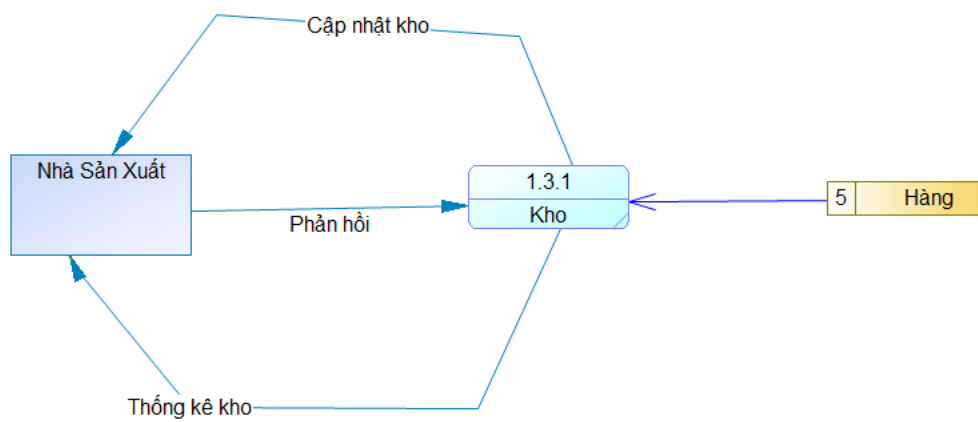 Cập nhật kho
Nhà Sản Xuất
1.3.1
Kho
Phản hồi
5 Hàng
Thống kê kho